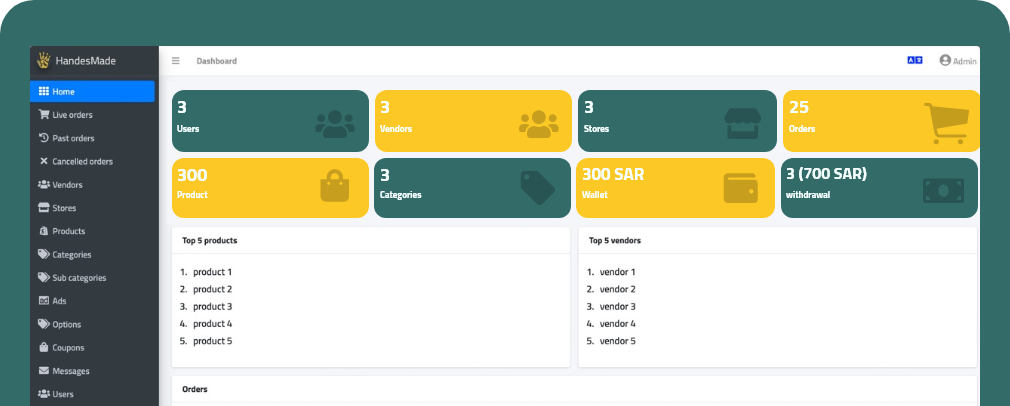 HandesMade
Dashboard
Admin
Home
Live orders
Past orders
Cancelled orders
Vendors
Stores
Products
Categories
Sub categories
Ads
Options
Coupons
Messages
Users
3
Users
3
Vendors
3
Stores
25
Orders
300
Product
3
Categories
300 SAR
Wallet
3 (700 SAR)
withdrawal
Top 5 products
1. product 1
2. product 2
3. product 3
4. product 4
5. product 5
Top 5 vendors
1. vendor 1
2. vendor 2
3. vendor 3
4. vendor 4
5. vendor 5
Orders